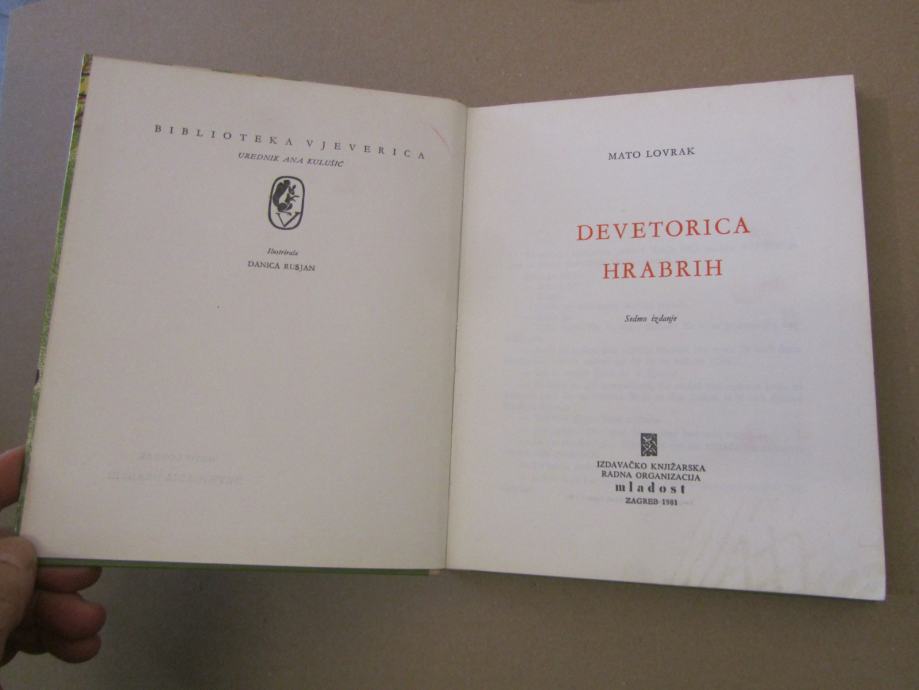 BIBLIOTEKA VJEVERICA
UREDNIK ANA KULUŠIĆ
Ilustrirala
DANICA RUSJAN
MATO LOVRAK
DEVETORICA
HRABRIH
Sedmo izdanje
IZDAVAČKO KNJIŽARSKA
RADNA ORGANIZACIJA
mladost
ZAGREB 1981